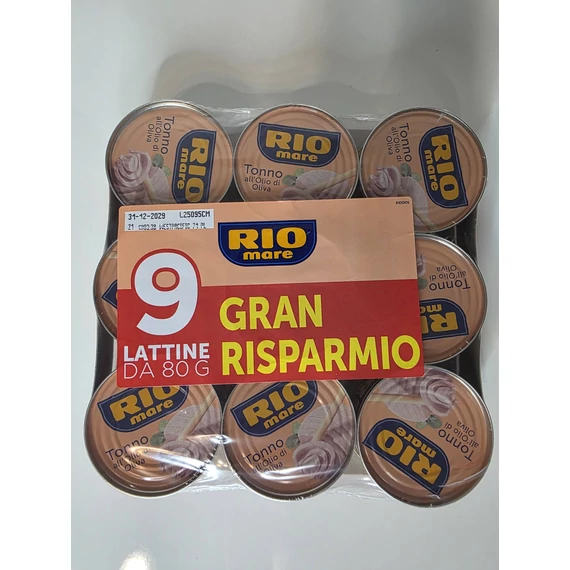 RIO
mare
Tonno
all'Olio di
Oliva
RIO
mare
Tonno
all'Olio di
Oliva
RIO
mare
Tonno
all'Olio di
Oliva
31-12-2029 L25095CM
RIO
mare
9
LATTINE
DA 80 G
GRAN
RISPARMIO
Tonno
all'Olio di
Oliva
RIO
RIO
mare
Tonno
all'Olio di
Oliva
RIO
mare
Tonno
all'Olio di
Oliva
RIO
mare
Tonno
all'Olio di
Oliva